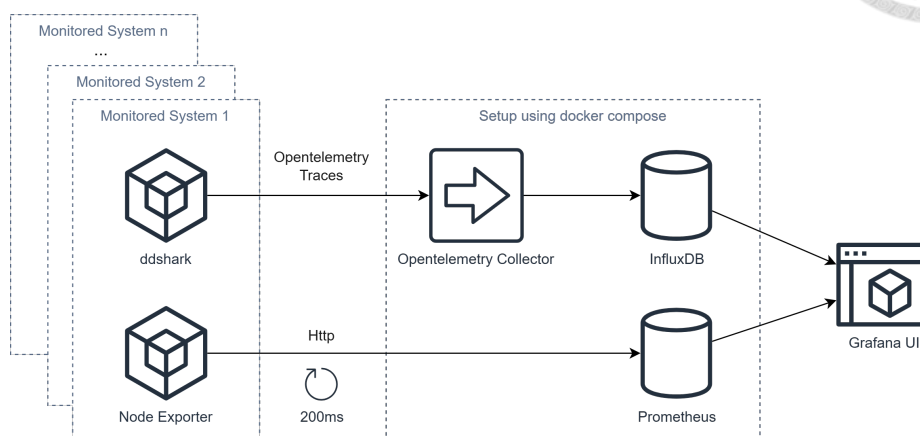 Monitored System n
...
Monitored System 2
Monitored System 1
Setup using docker compose
Opentelemetry
Traces
ddshark
Opentelemetry Collector
InfluxDB
Http
Grafana UI
200ms
Node Exporter
Prometheus